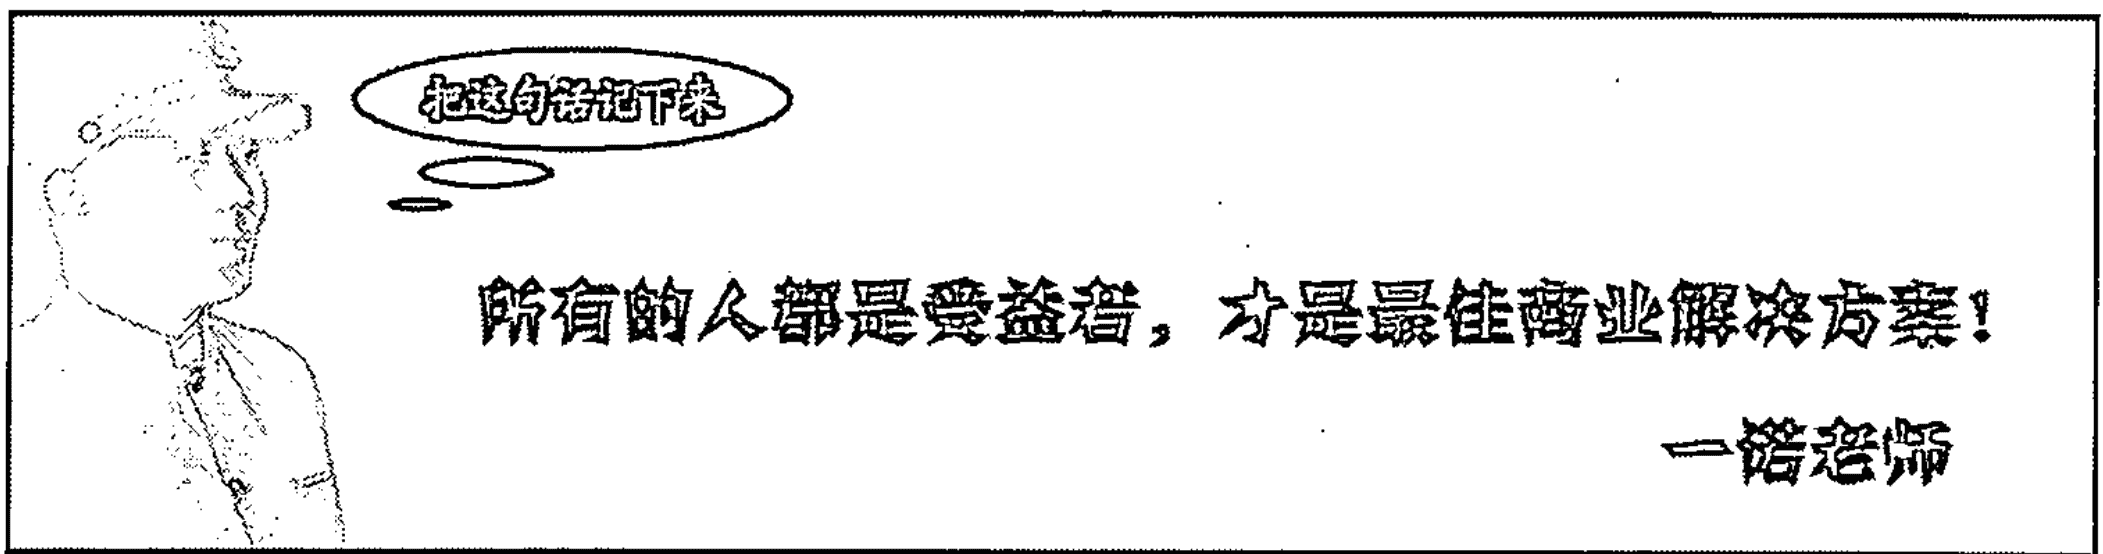 把这句话记下来
所有的人都是受益者，才是最佳商业解决方案！
一诺老师